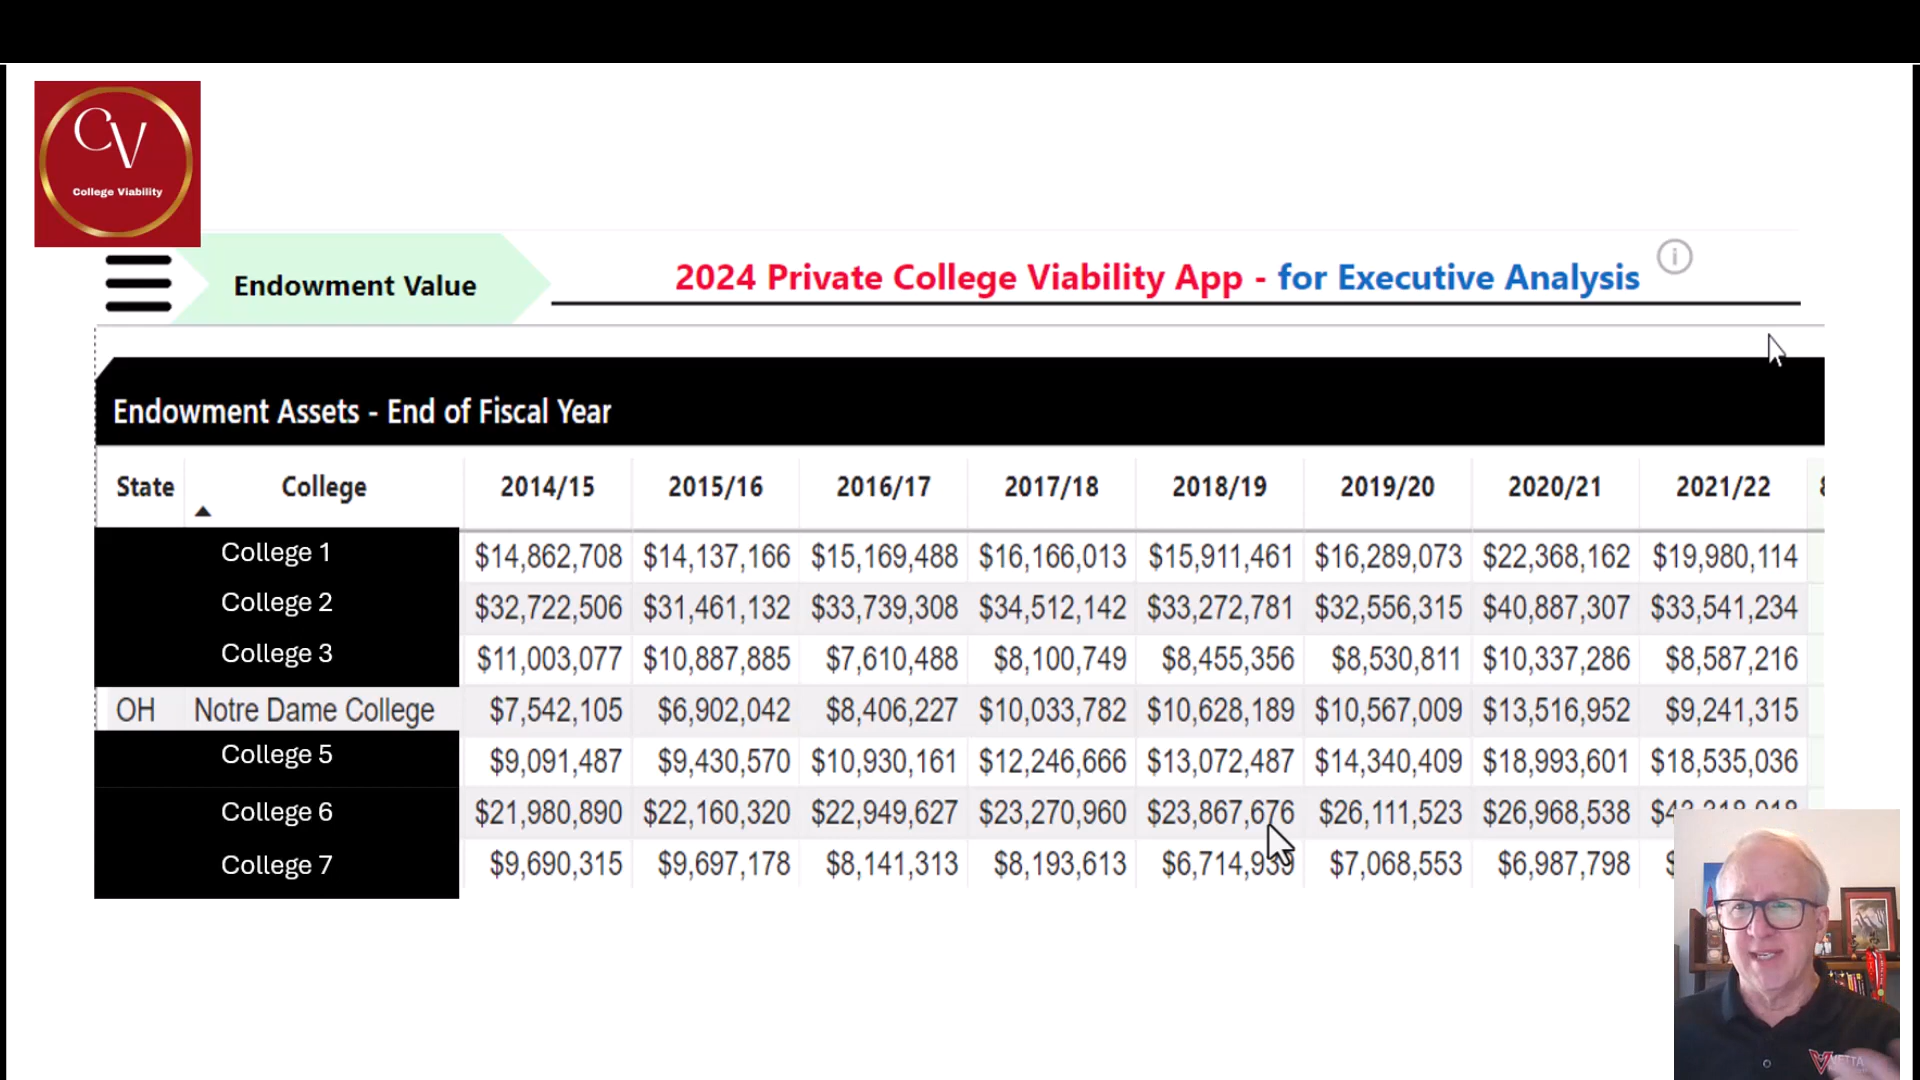 CV
College Viability
Endowment Value
2024 Private College Viability App - for Executive Analysis
Endowment Assets - End of Fiscal Year
State College 2014/15 2015/16 2016/17 2017/18 2018/19 2019/20 2020/21 2021/22
College 1 $14,862,708 $14,137,166 $15,169,488 $16,166,013 $15,911,461 $16,289,073 $22,368,162 $19,980,114
College 2 $32,722,506 $31,461,132 $33,739,308 $34,512,142 $33,272,781 $32,556,315 $40,887,307 $33,541,234
College 3 $11,003,077 $10,887,885 $7,610,488 $8,100,749 $8,455,356 $8,530,811 $10,337,286 $8,587,216
OH Notre Dame College $7,542,105 $6,902,042 $8,406,227 $10,033,782 $10,628,189 $10,567,009 $13,516,952 $9,241,315
College 5 $9,091,487 $9,430,570 $10,930,161 $12,246,666 $13,072,487 $14,340,409 $18,993,601 $18,535,036
College 6 $21,980,890 $22,160,320 $22,949,627 $23,270,960 $23,867,676 $26,111,523 $26,968,538
College 7 $9,690,315 $9,697,178 $8,141,313 $8,193,613 $6,714,939 $7,068,553 $6,987,798